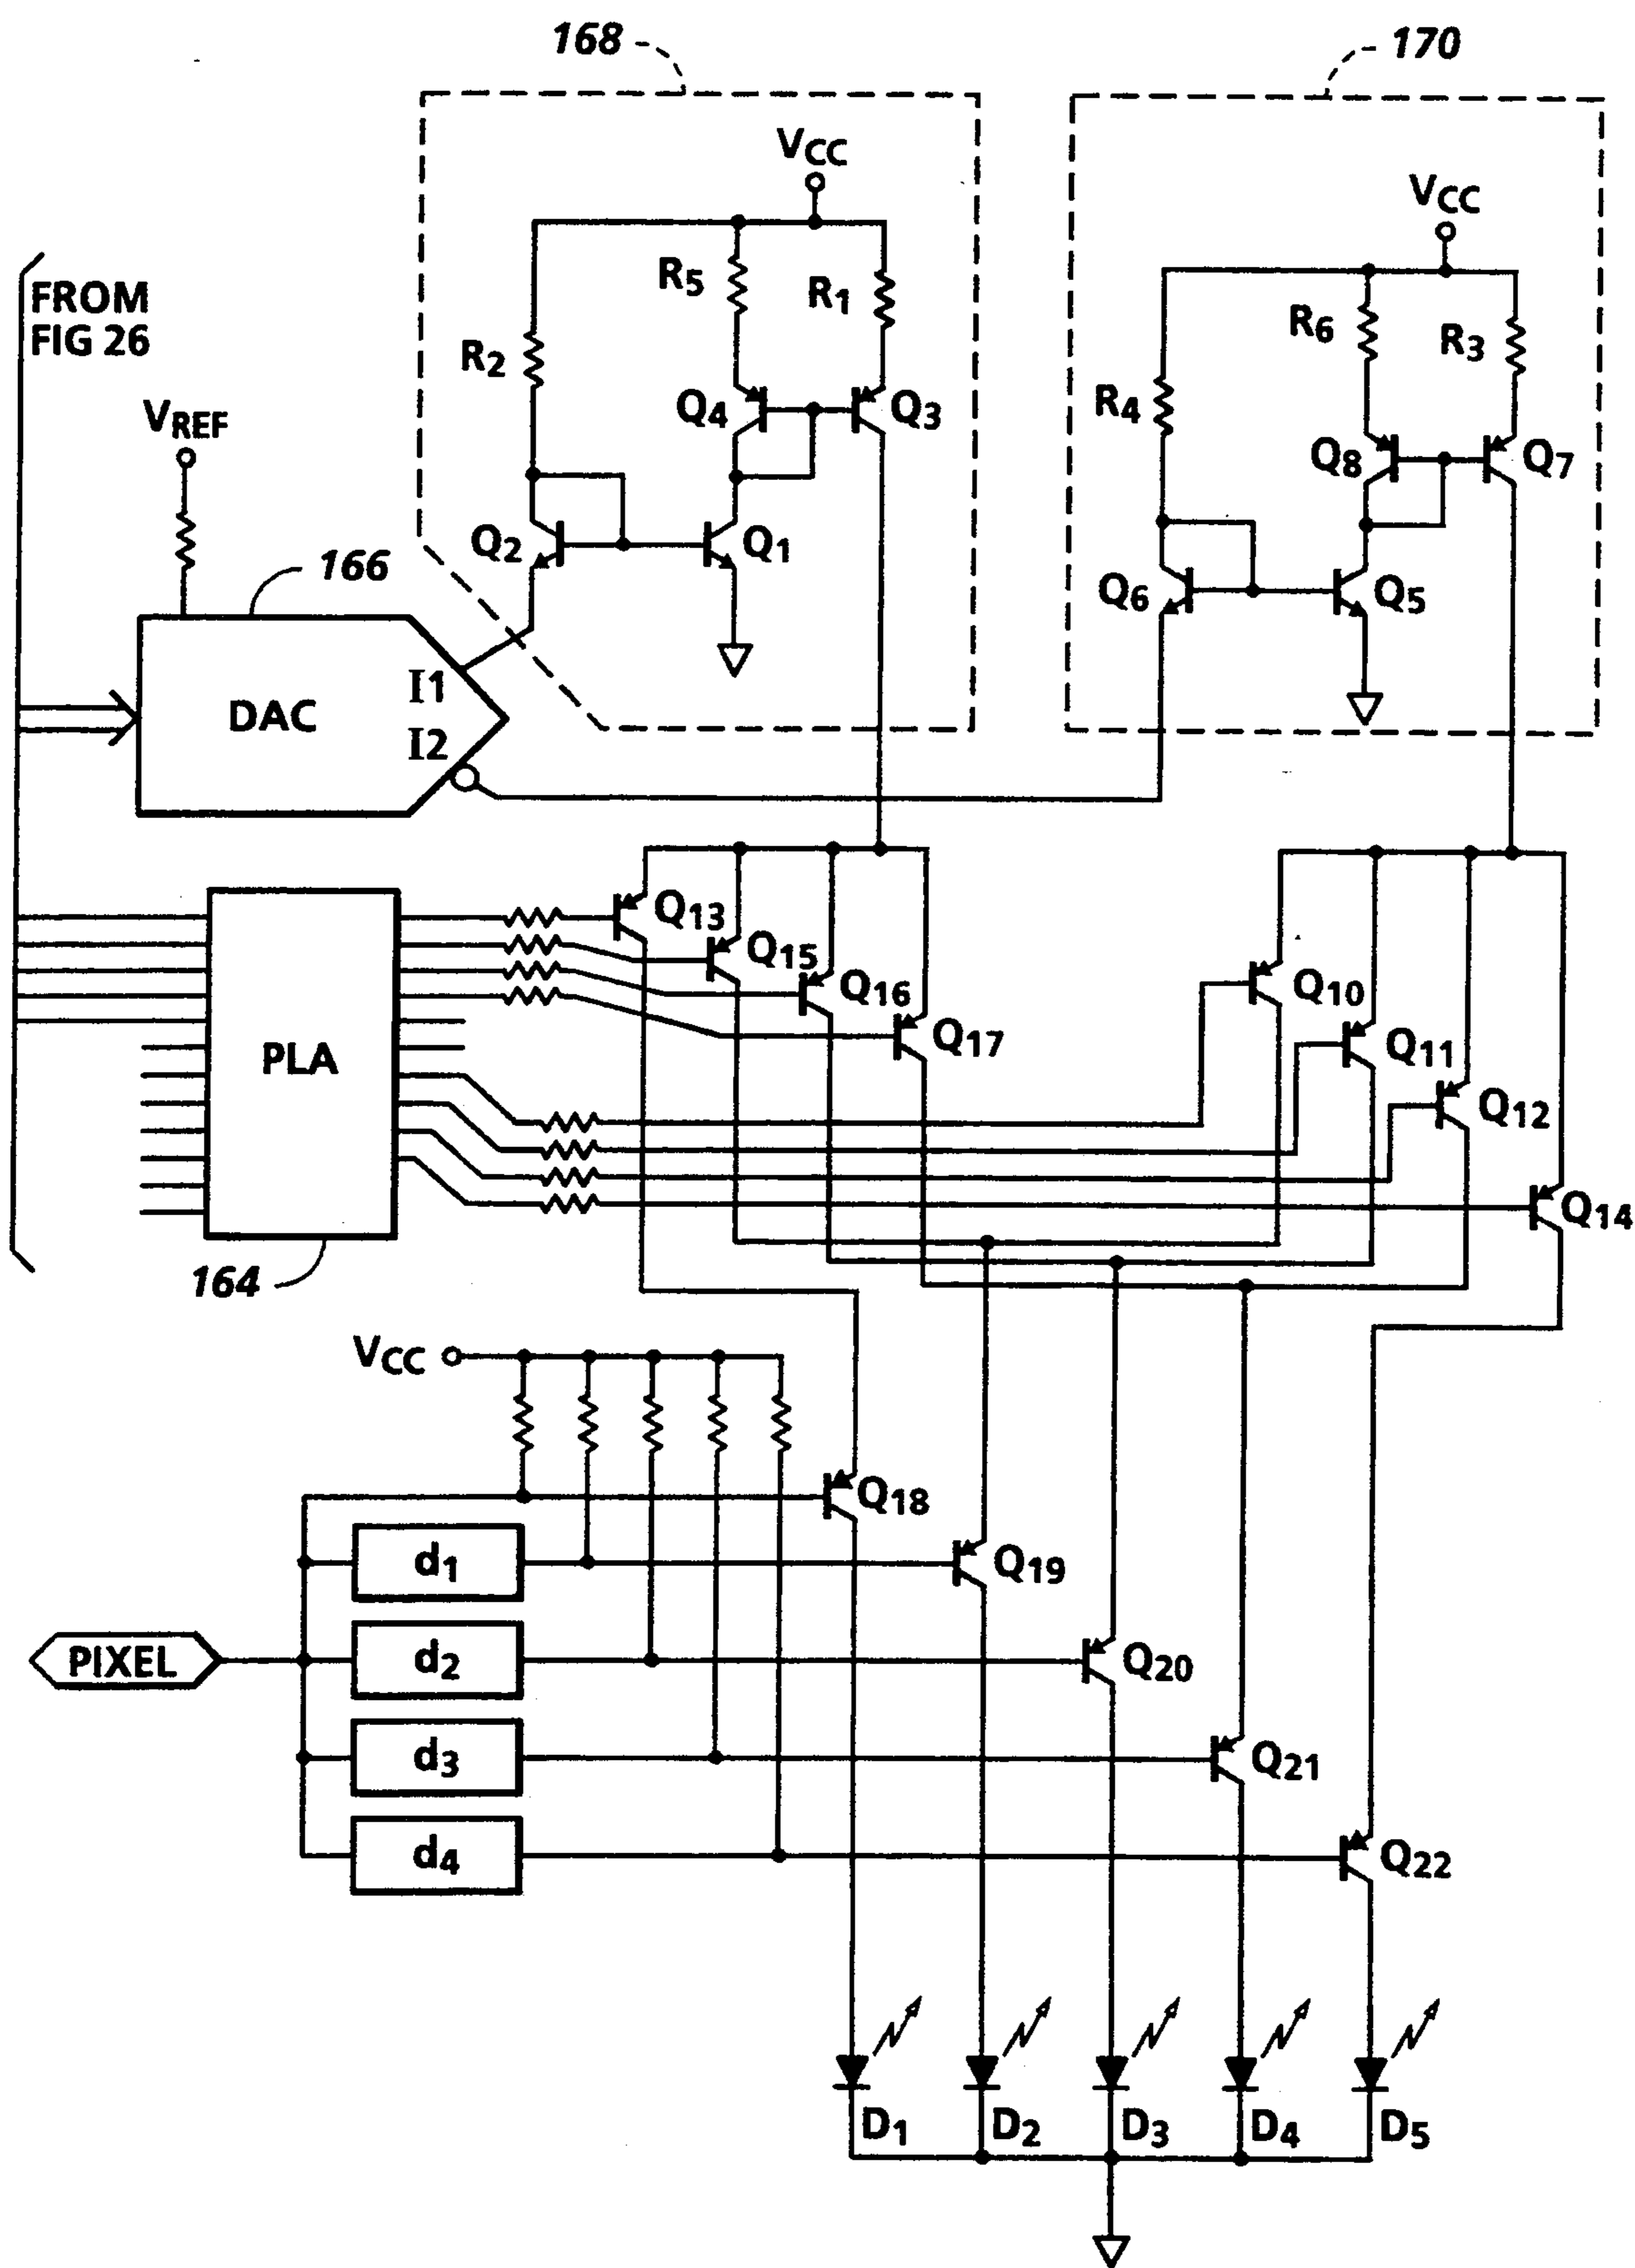 168
170
VCC
VCC
FROM
FIG 26
R5
R1
R2
R6
R3
R4
VREF
Q4
Q3
Q8
Q7
Q2
Q1
166
Q6
Q5
I1
DAC
I2
Q13
Q15
Q16
Q10
Q17
Q11
PLA
Q12
Q14
164
VCC
Q18
d1
Q19
PIXEL
d2
Q20
d3
Q21
d4
Q22
D1
D2
D3
D4
D5